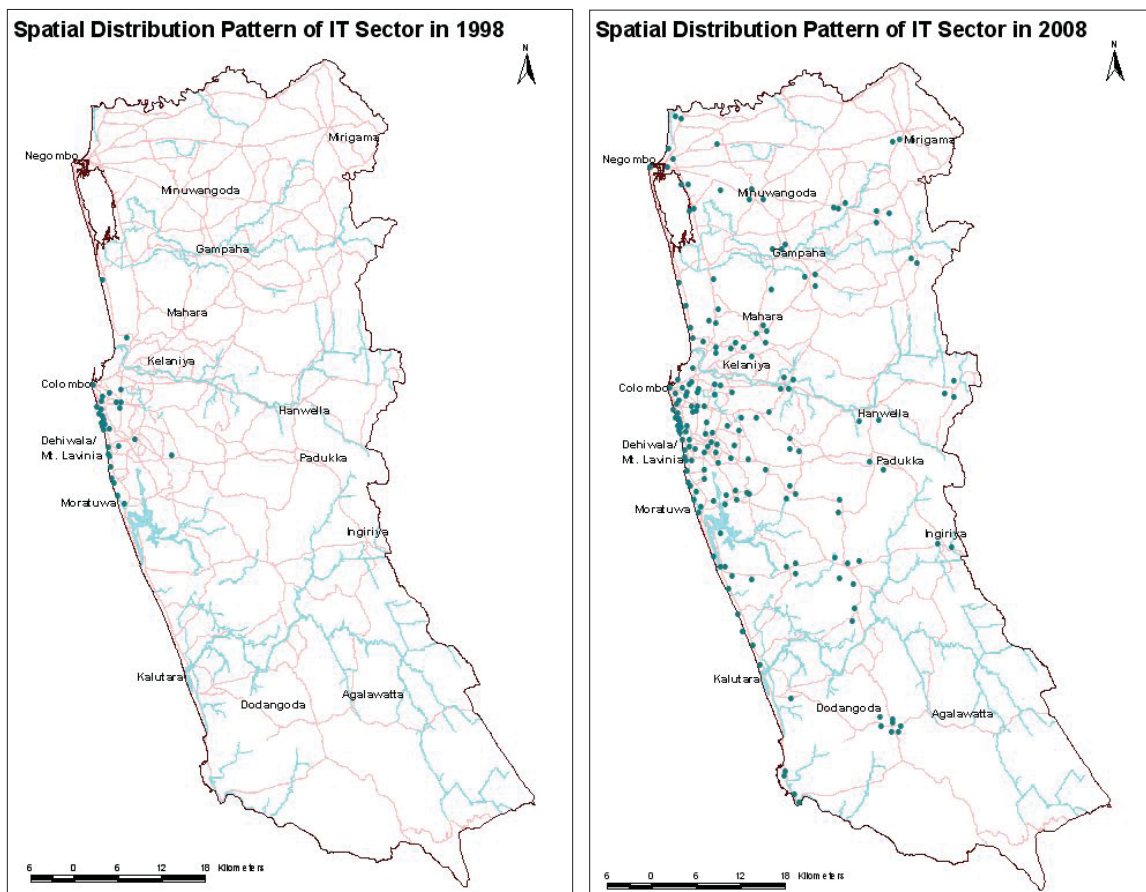 Spatial Distribution Pattern of IT Sector in 1998
N
Mirigama
Negombo
Minuwangoda
Gampaha
Mahara
Kelaniya
Colombo
Hanwella
Dehiwala/
Mt. Lavinia
Padukka
Moratuwa
Ingiriya
Kalutara
Agalawatta
Dodangoda
6 0 6 12 18 Kilometers
Spatial Distribution Pattern of IT Sector in 2008
N
Mirigama
Negombo
Minuwangoda
Gampaha
Mahara
Kelaniya
Colombo
Hanwella
Dehiwala/
Mt. Lavinia
Padukka
Moratuwa
Ingiriya
Kalutara
Dodangoda
Agalawatta
6 0 6 12 18 Kilometers